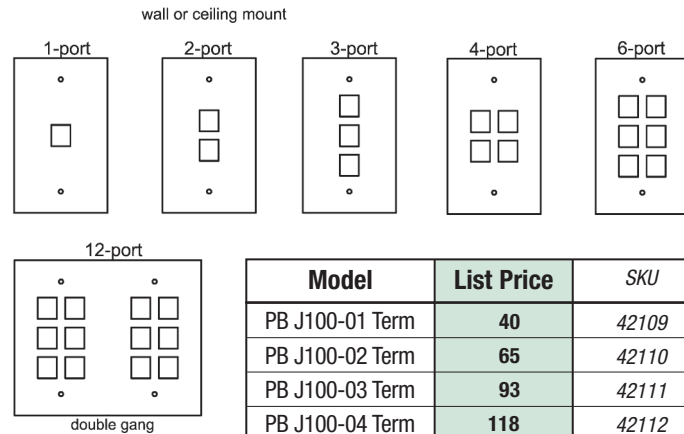 wall or ceiling mount
1-port 2-port 3-port 4-port 6-port
12-port
double gang
Model List Price SKU
PB J100-01 Term 40 42109
PB J100-02 Term 65 42110
PB J100-03 Term 93 42111
PB J100-04 Term 118 42112